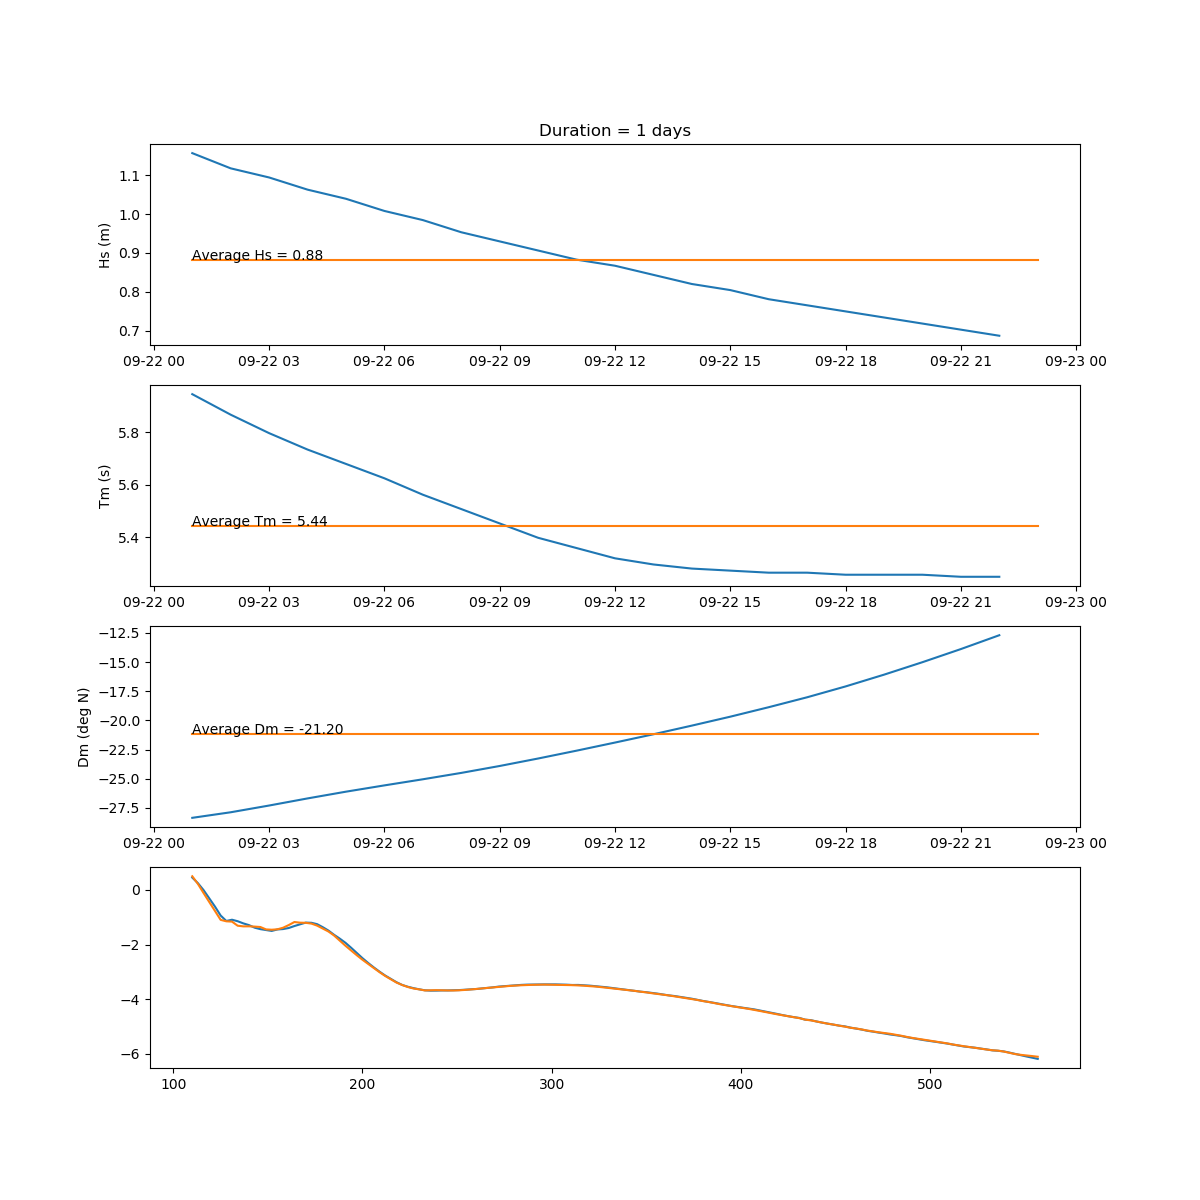 Duration = 1 days
Hs (m)
1.1
1.0
0.9
0.8
0.7
Average Hs = 0.88
09-22 00 09-22 03 09-22 06 09-22 09 09-22 12 09-22 15 09-22 18 09-22 21 09-23 00
Tm (s)
5.8
5.6
5.4
Average Tm = 5.44
09-22 00 09-22 03 09-22 06 09-22 09 09-22 12 09-22 15 09-22 18 09-22 21 09-23 00
Dm (deg N)
−12.5
−15.0
−17.5
−20.0
−22.5
−25.0
−27.5
Average Dm = -21.20
09-22 00 09-22 03 09-22 06 09-22 09 09-22 12 09-22 15 09-22 18 09-22 21 09-23 00
0
−2
−4
−6
100 200 300 400 500